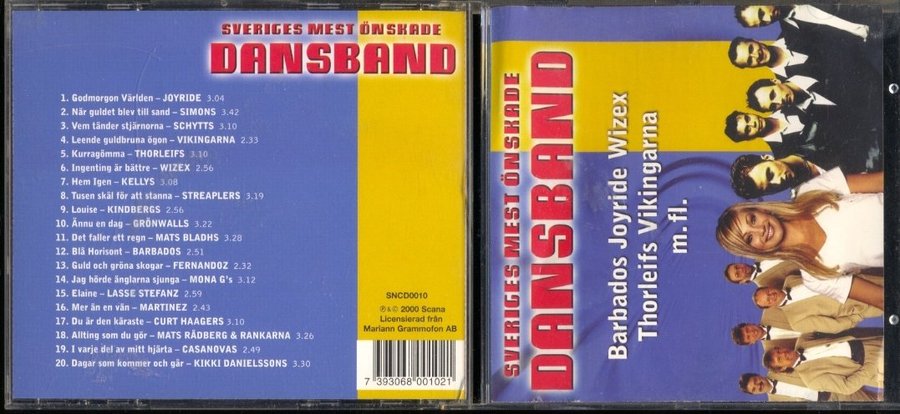 SVERIGES MEST ÖNSKADE
DANSBAND
1. Godmorgon Världen – JOYRIDE 3.04
2. När guldet blev till sand – SIMONS 3.42
3. Vem tänder stjärnorna – SCHYTTS 3.10
4. Leende guldbruna ögon – VIKINGARNA 2.33
5. Kurragömma – THORLEIFS 3.10
6. Ingenting är bättre – WIZEX 2.56
7. Hem Igen – KELLYS 3.08
8. Tusen skäl för att stanna – STREAPLERS 3.19
9. Louise – KINDBERGS 2.56
10. Ännu en dag – GRÖNWALLS 3.22
11. Det faller ett regn – MATS BLADHS 3.28
12. Blå Horisont – BARBADOS 2.51
13. Guld och gröna skogar – FERNANDOZ 2.32
14. Jag hörde änglarna sjunga – MONA G's 3.12
15. Elaine – LASSE STEFANZ 2.59
16. Mer än en vän – MARTINEZ 2.43
17. Du är den käraste – CURT HAAGERS 3.10
18. Allting som du gör – MATS RÅDBERG & RANKARNA 3.26
19. I varje del av mitt hjärta – CASANOVAS 2.49
20. Dagar som kommer och går – KIKKI DANIELSSONS 3.30
SNCD0010
℗ & © 2000 Scana
Licensierad från
Mariann Grammofon AB
7 393068 001021
SVERIGES MEST ÖNSKADE
DANSBAND
Barbados Joyride Wizex
Thorleifs Vikingarna
m. fl.